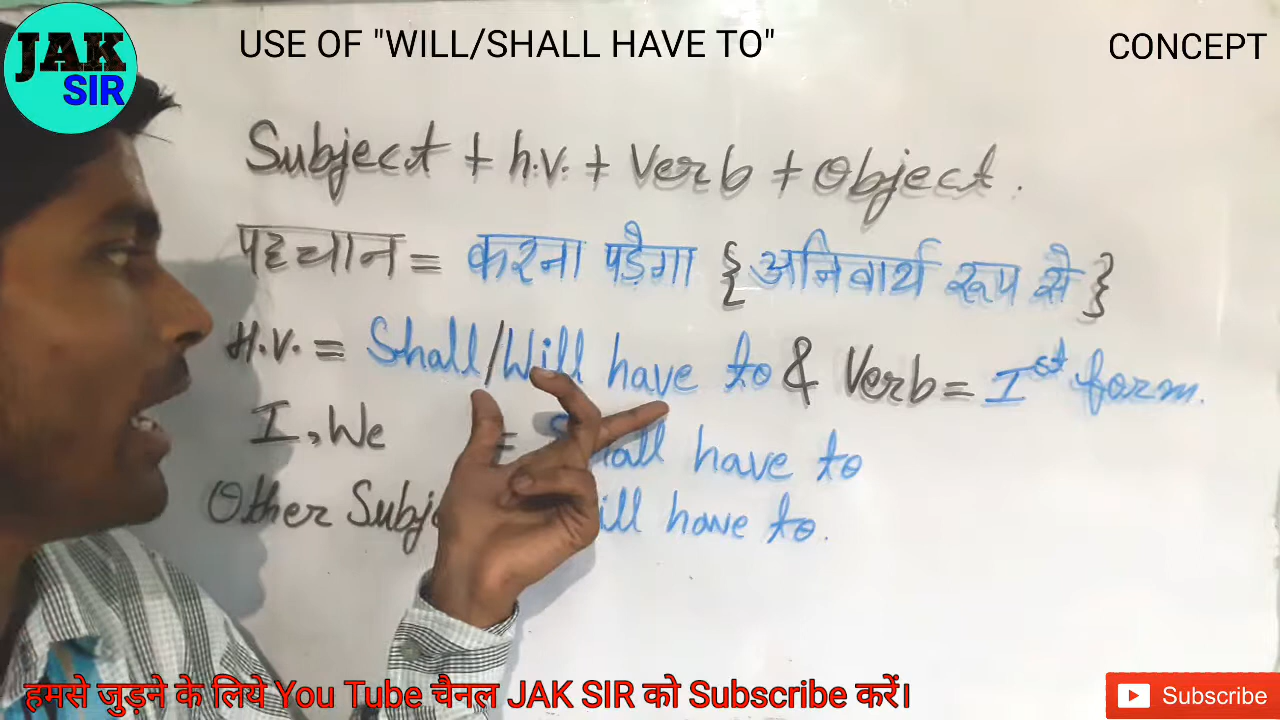 JAK SIR
USE OF "WILL/SHALL HAVE TO"
CONCEPT
Subject + h.v. + Verb + Object.
पहचान = करना पड़ेगा {अनिवार्य रूप से}
H.V. = Shall/Will have to & Verb = Ist form.
I, We = Shall have to
Other Subje ill have to.
हमसे जुड़ने के लिये You Tube चैनल JAK SIR को Subscribe करें।
Subscribe